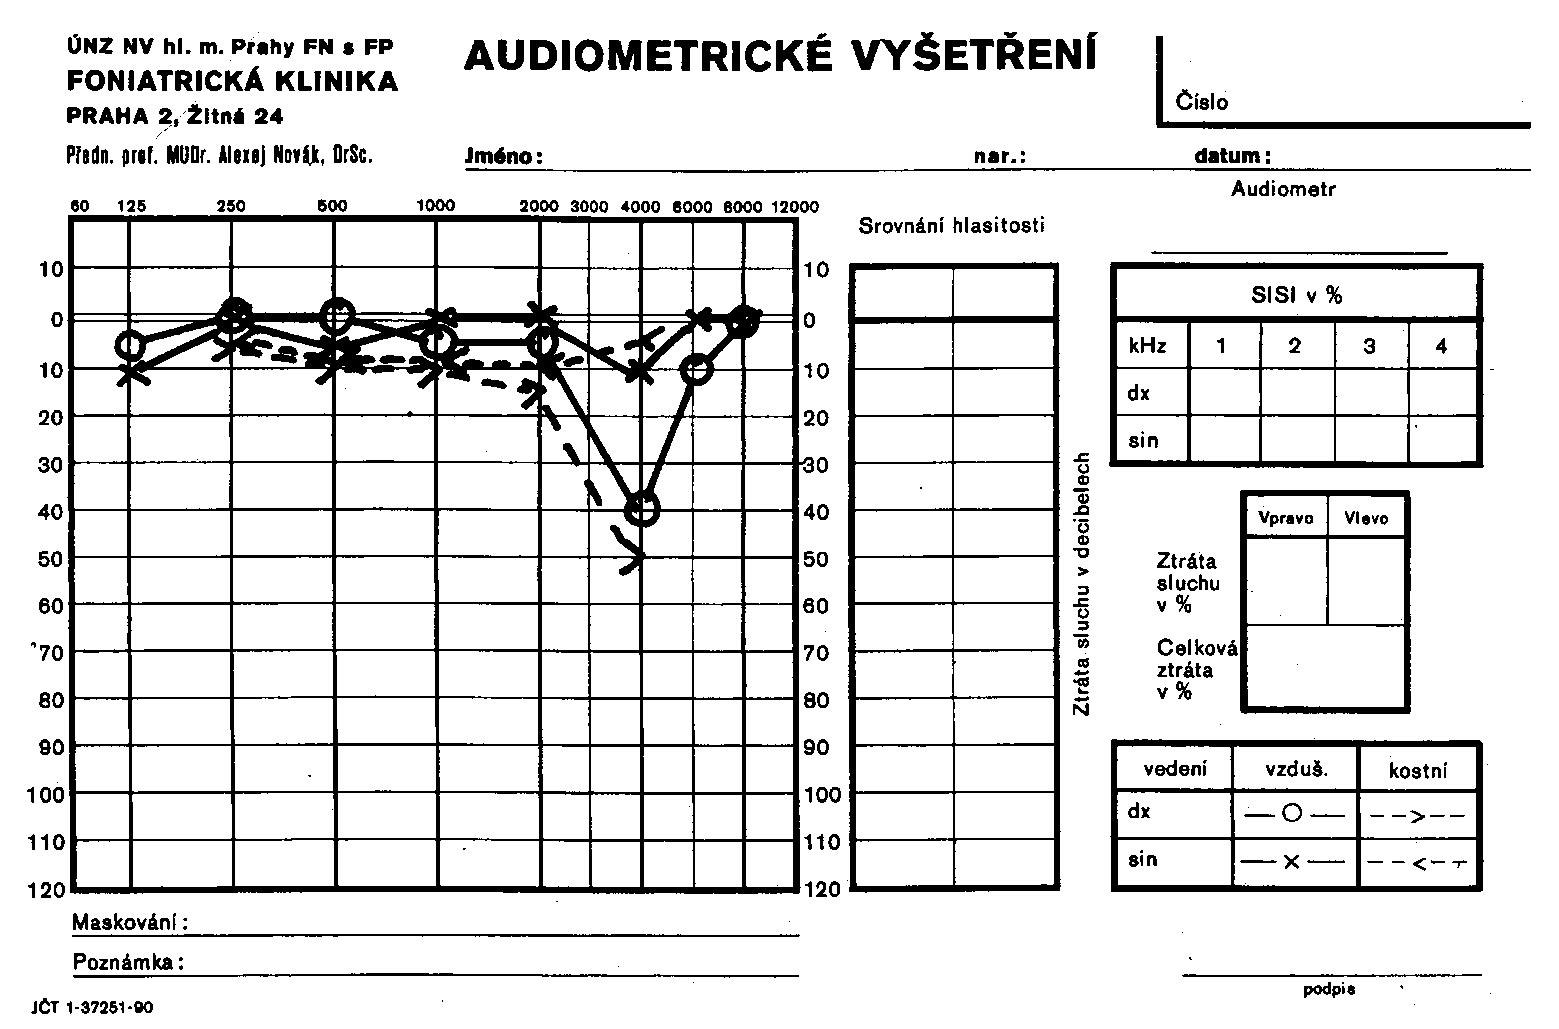 ÚNZ NV hl. m. Prahy FN s FP
FONIATRICKÁ KLINIKA
PRAHA 2, Žitná 24
Předn. prof. MUDr. Alexej Novák, DrSc.
AUDIOMETRICKÉ VYŠETŘENÍ
Číslo
Jméno: nar.: datum:
Audiometr
60 125 250 500 1000 2000 3000 4000 6000 8000 12000
10 10
0 0
10 10
20 20
30 30
40 40
50 50
60 60
70 70
80 80
90 90
100 100
110 110
120 120
Srovnání hlasitosti
Ztráta sluchu v decibelech
SISI v %
kHz 1 2 3 4
dx
sin
Vpravo Vlevo
Ztráta
sluchu
v %
Celková
ztráta
v %
vedení vzduš. kostní
dx —O— -->--
sin —×— --<--
Maskování:
Poznámka:
podpis
JČT 1-37251-90